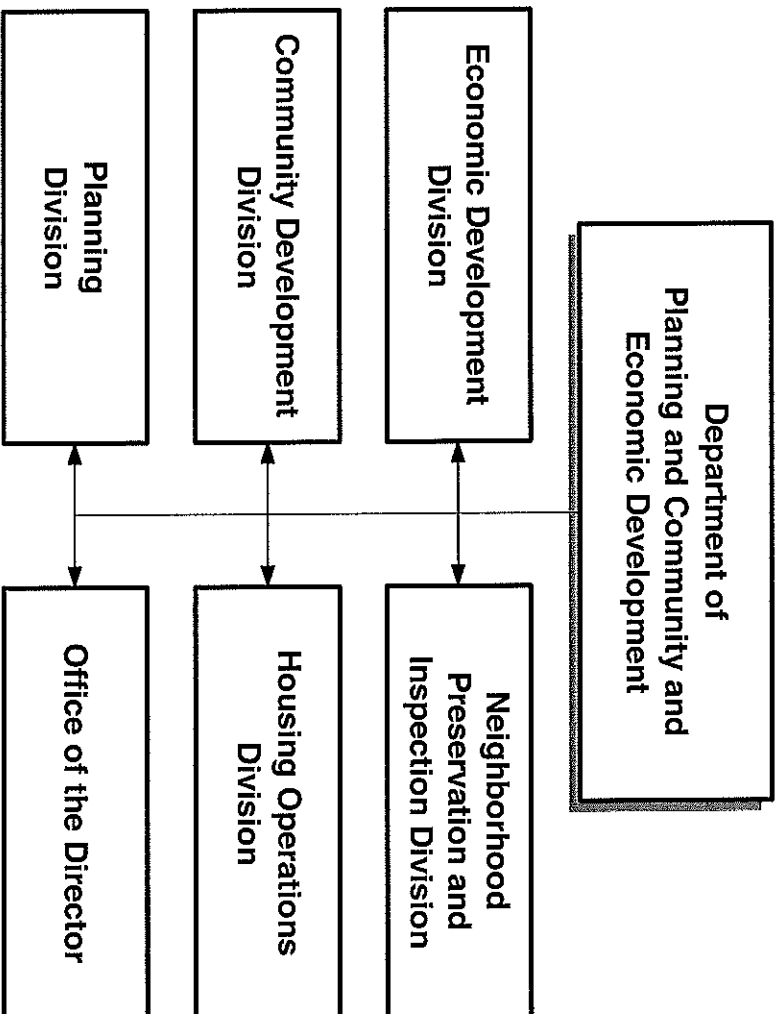 Department of
Planning and Community and
Economic Development
Economic Development
Division
Neighborhood
Preservation and
Inspection Division
Community Development
Division
Housing Operations
Division
Planning
Division
Office of the Director